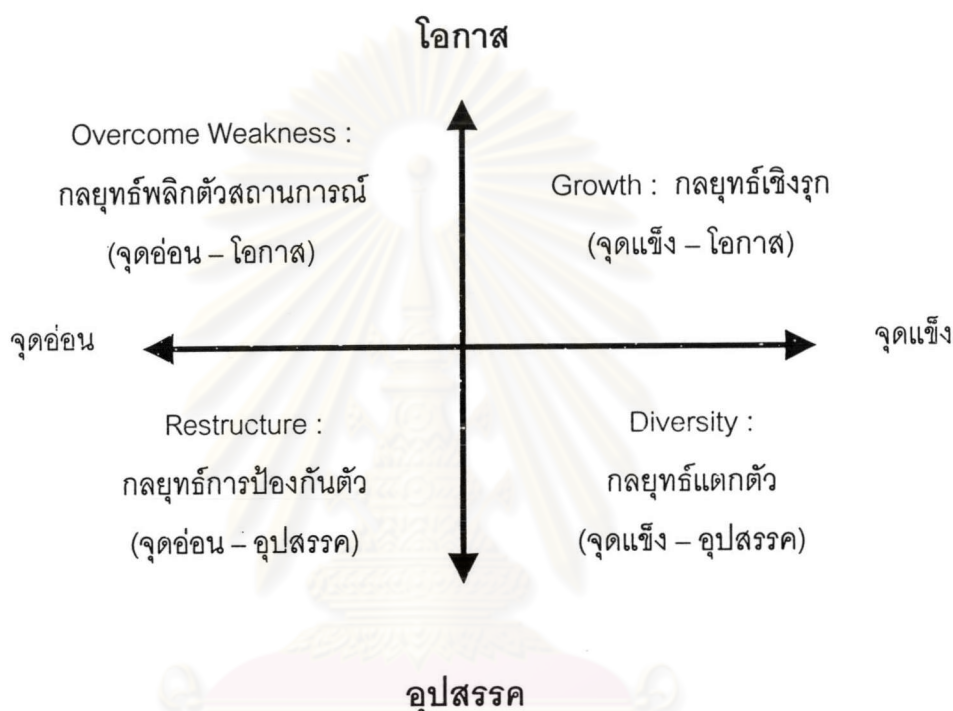 โอกาส
Overcome Weakness :
กลยุทธ์พลิกตัวสถานการณ์
(จุดอ่อน – โอกาส)
Growth : กลยุทธ์เชิงรุก
(จุดแข็ง – โอกาส)
จุดอ่อน
จุดแข็ง
Restructure :
กลยุทธ์การป้องกันตัว
(จุดอ่อน – อุปสรรค)
Diversity :
กลยุทธ์แตกตัว
(จุดแข็ง – อุปสรรค)
อุปสรรค